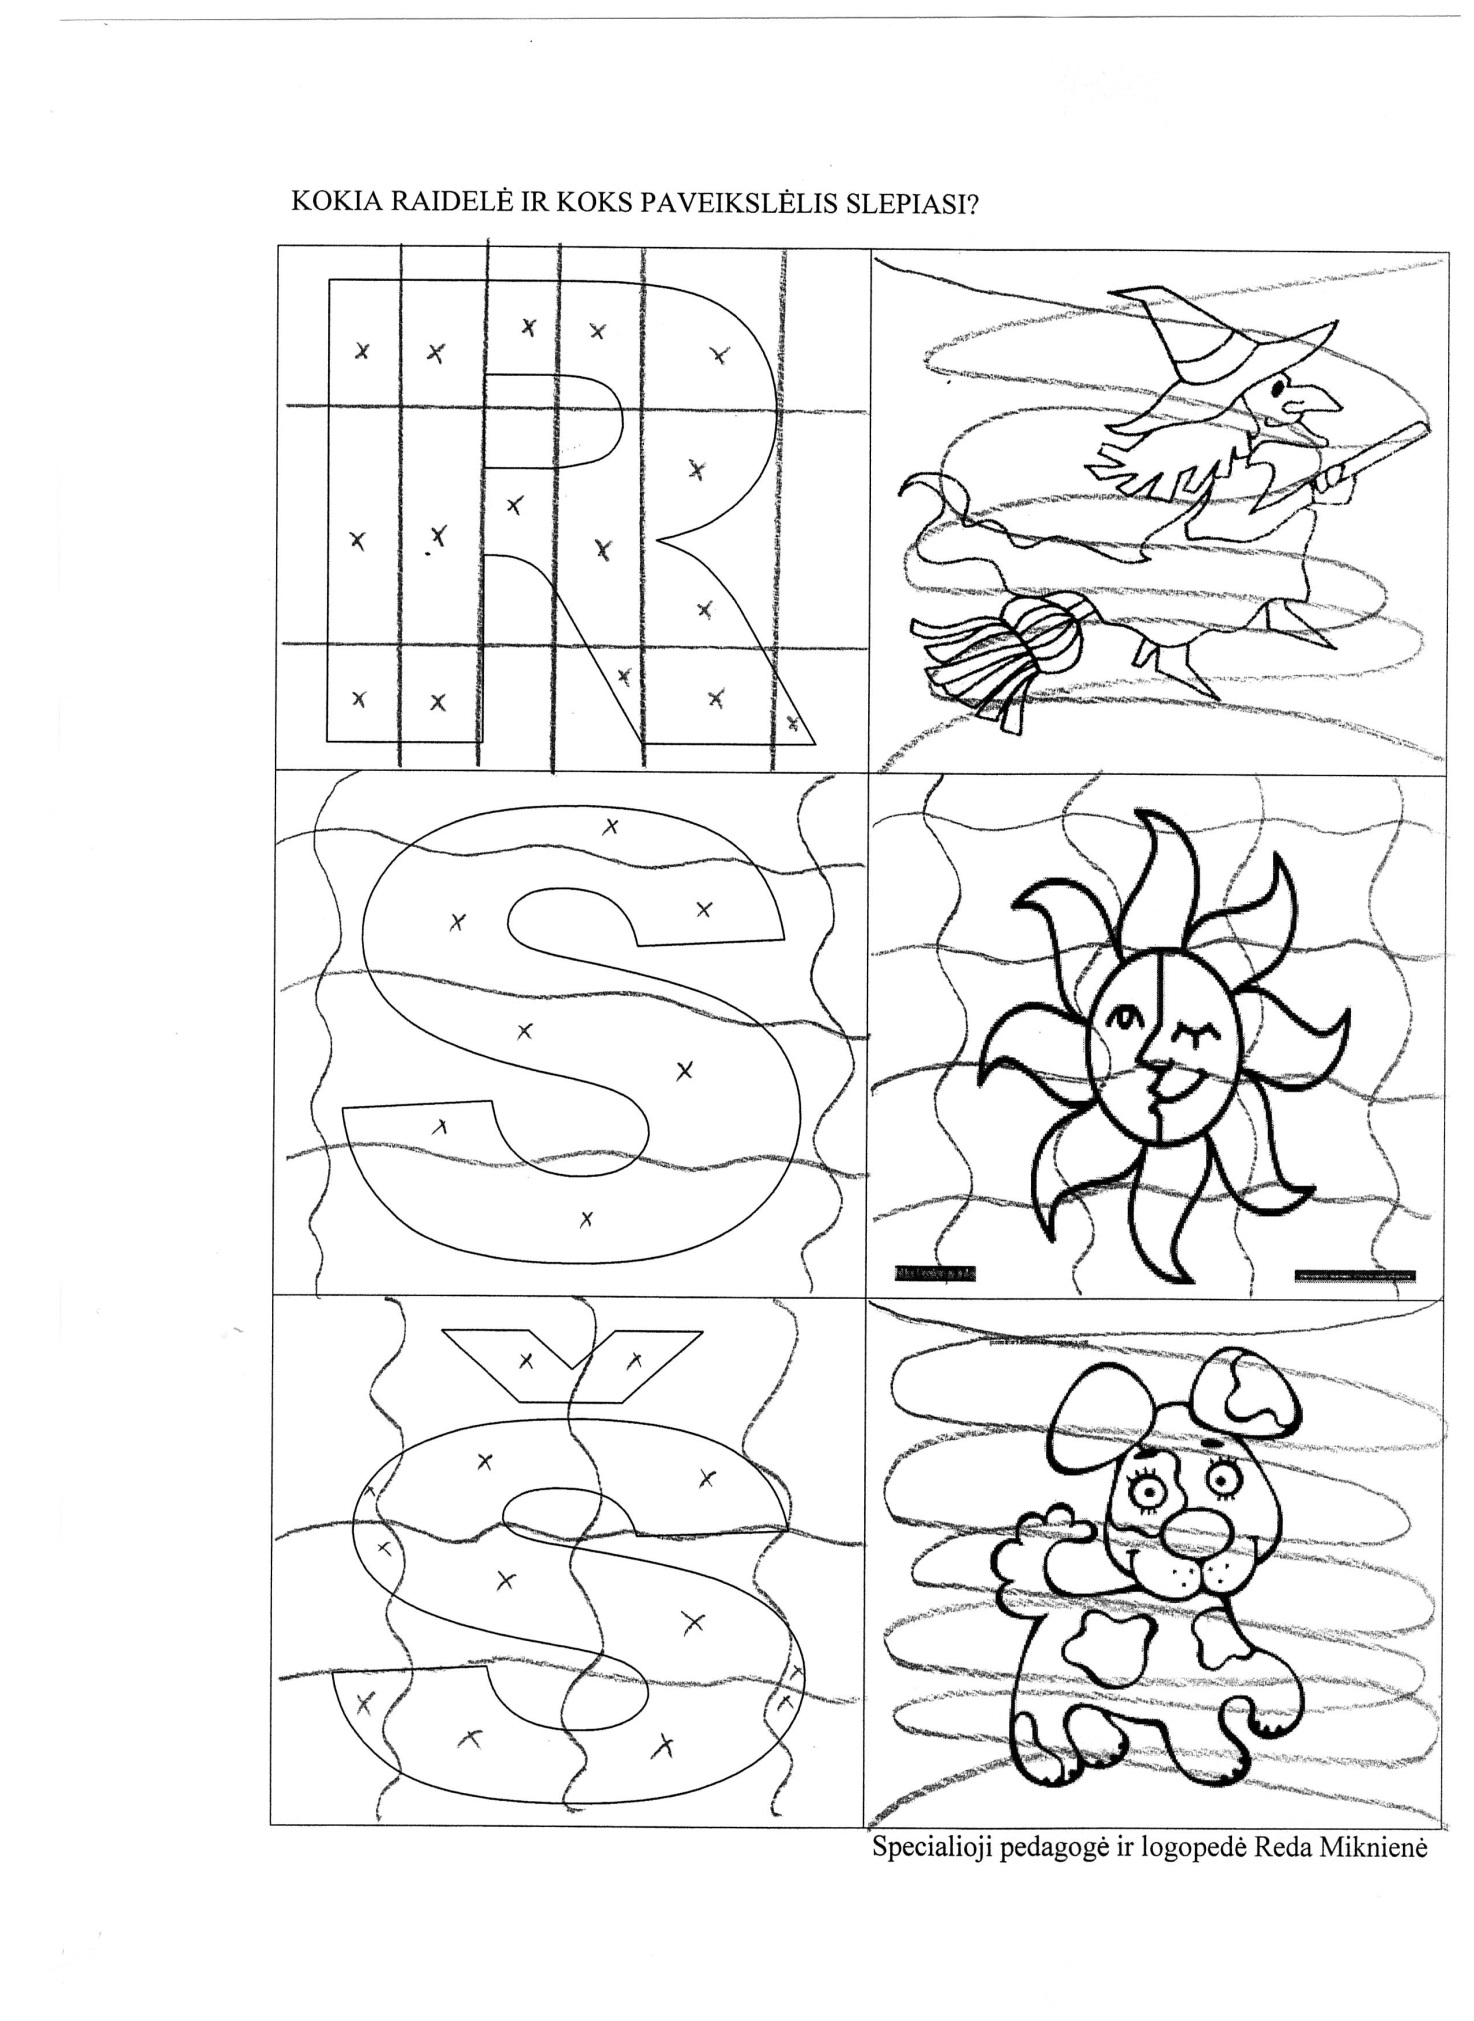 KOKIA RAIDELĖ IR KOKS PAVEIKSLĖLIS SLEPIASI?
R
S
Š
Specialioji pedagogė ir logopedė Reda Miknienė